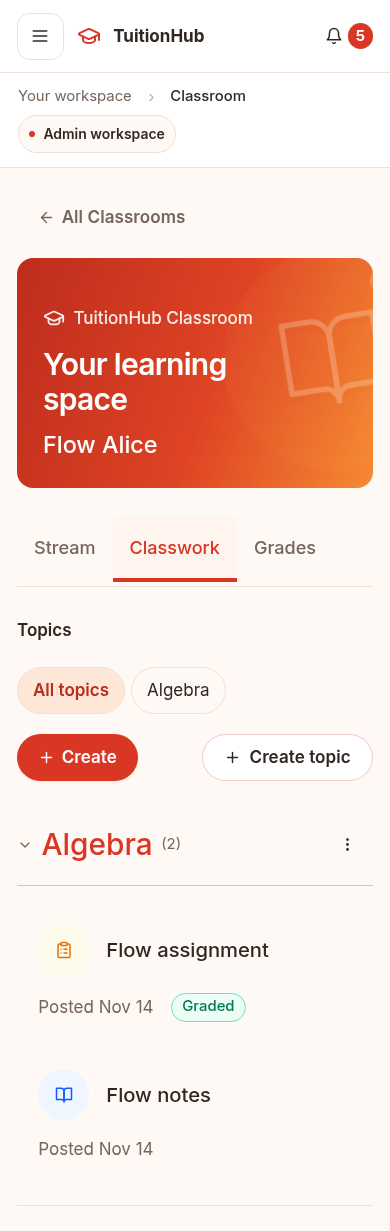 TuitionHub
5
Your workspace > Classroom
Admin workspace
← All Classrooms
TuitionHub Classroom
Your learning
space
Flow Alice
Stream Classwork Grades
Topics
All topics Algebra
+ Create + Create topic
Algebra (2)
Flow assignment
Posted Nov 14 Graded
Flow notes
Posted Nov 14